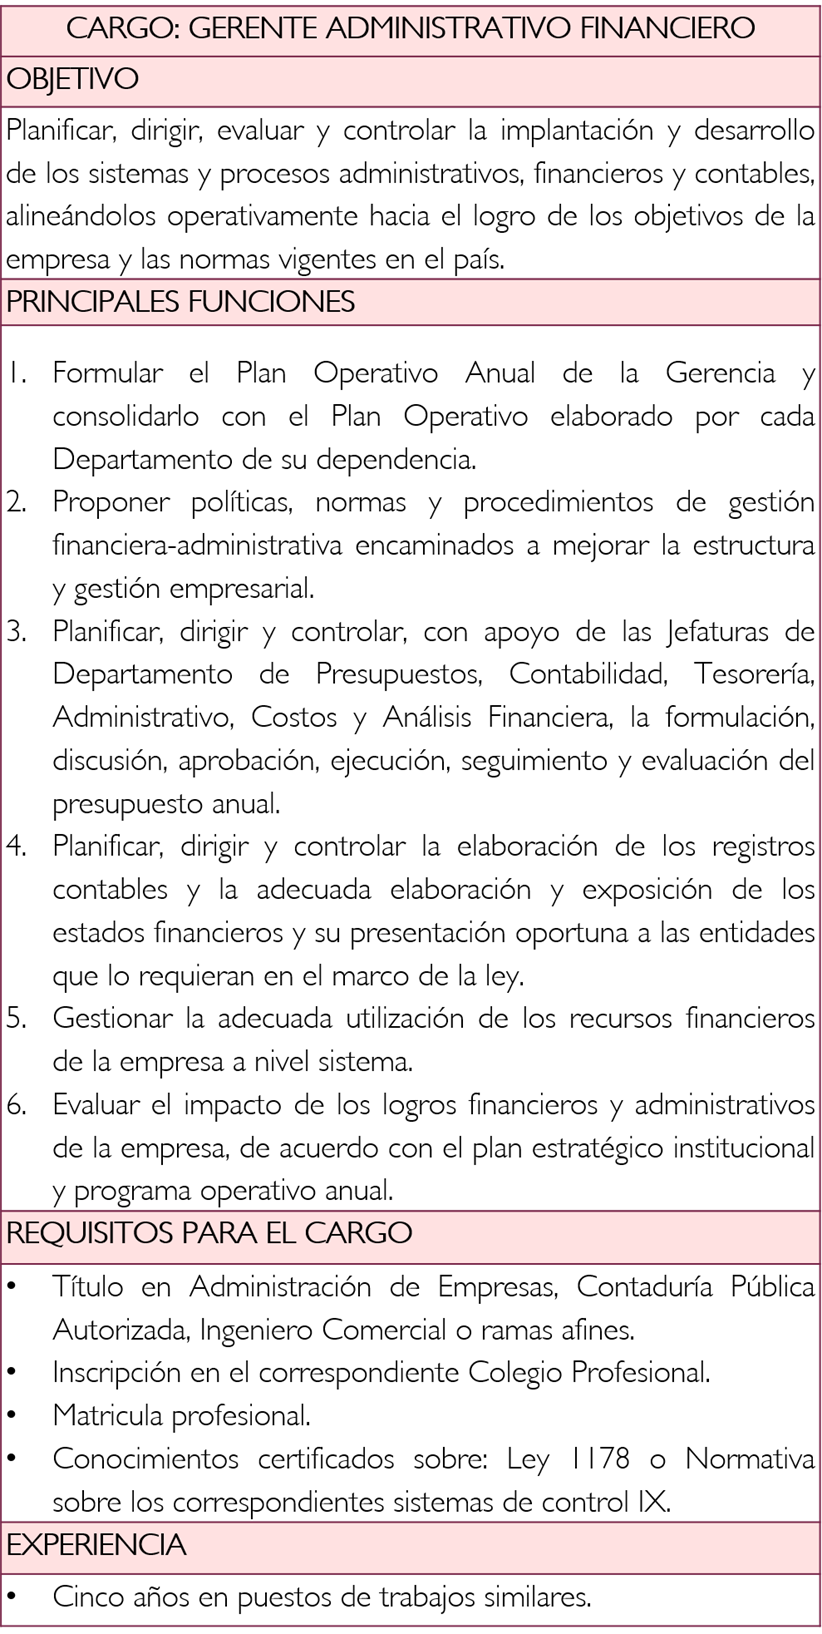 CARGO: GERENTE ADMINISTRATIVO FINANCIERO
OBJETIVO
Planificar, dirigir, evaluar y controlar la implantación y desarrollo
de los sistemas y procesos administrativos, financieros y contables,
alineándolos operativamente hacia el logro de los objetivos de la
empresa y las normas vigentes en el país.
PRINCIPALES FUNCIONES
1. Formular el Plan Operativo Anual de la Gerencia y
consolidarlo con el Plan Operativo elaborado por cada
Departamento de su dependencia.
2. Proponer políticas, normas y procedimientos de gestión
financiera-administrativa encaminados a mejorar la estructura
y gestión empresarial.
3. Planificar, dirigir y controlar, con apoyo de las Jefaturas de
Departamento de Presupuestos, Contabilidad, Tesorería,
Administrativo, Costos y Análisis Financiera, la formulación,
discusión, aprobación, ejecución, seguimiento y evaluación del
presupuesto anual.
4. Planificar, dirigir y controlar la elaboración de los registros
contables y la adecuada elaboración y exposición de los
estados financieros y su presentación oportuna a las entidades
que lo requieran en el marco de la ley.
5. Gestionar la adecuada utilización de los recursos financieros
de la empresa a nivel sistema.
6. Evaluar el impacto de los logros financieros y administrativos
de la empresa, de acuerdo con el plan estratégico institucional
y programa operativo anual.
REQUISITOS PARA EL CARGO
• Título en Administración de Empresas, Contaduría Pública
Autorizada, Ingeniero Comercial o ramas afines.
• Inscripción en el correspondiente Colegio Profesional.
• Matricula profesional.
• Conocimientos certificados sobre: Ley 1178 o Normativa
sobre los correspondientes sistemas de control IX.
EXPERIENCIA
• Cinco años en puestos de trabajos similares.